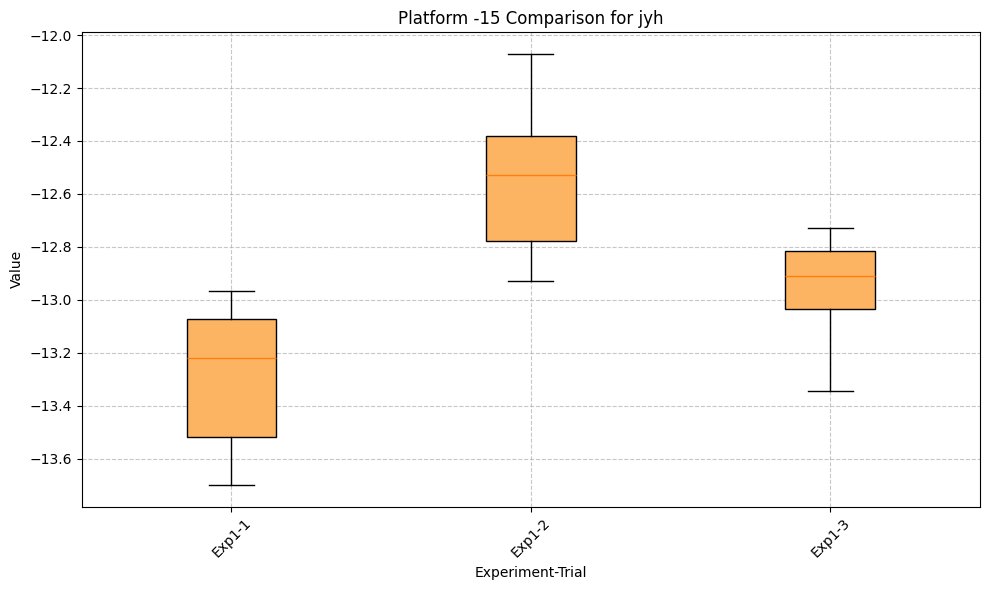 Platform -15 Comparison for jyh
−12.0
−12.2
−12.4
−12.6
−12.8
−13.0
−13.2
−13.4
−13.6
Value
Exp1-1
Exp1-2
Exp1-3
Experiment-Trial